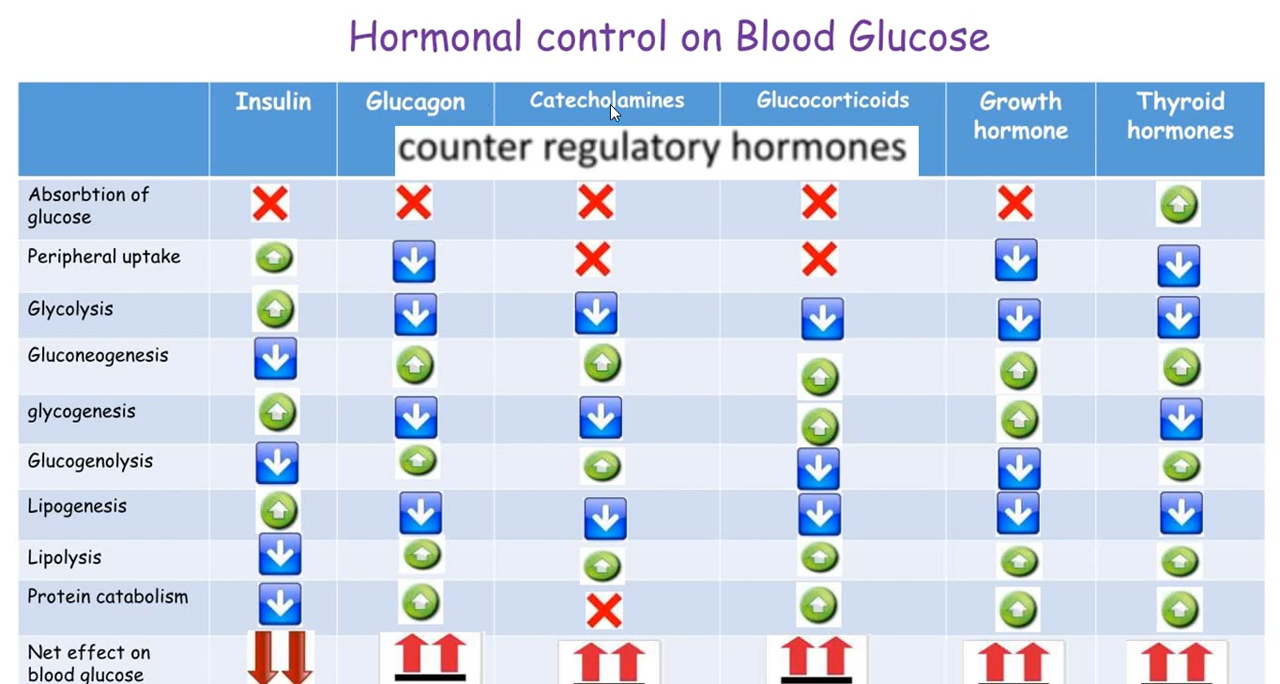 Hormonal control on Blood Glucose
Insulin
Glucagon
Catecholamines
Glucocorticoids
Growth
hormone
Thyroid
hormones
counter regulatory hormones
Absorbtion of
glucose
Peripheral uptake
Glycolysis
Gluconeogenesis
glycogenesis
Glucogenolysis
Lipogenesis
Lipolysis
Protein catabolism
Net effect on
blood glucose